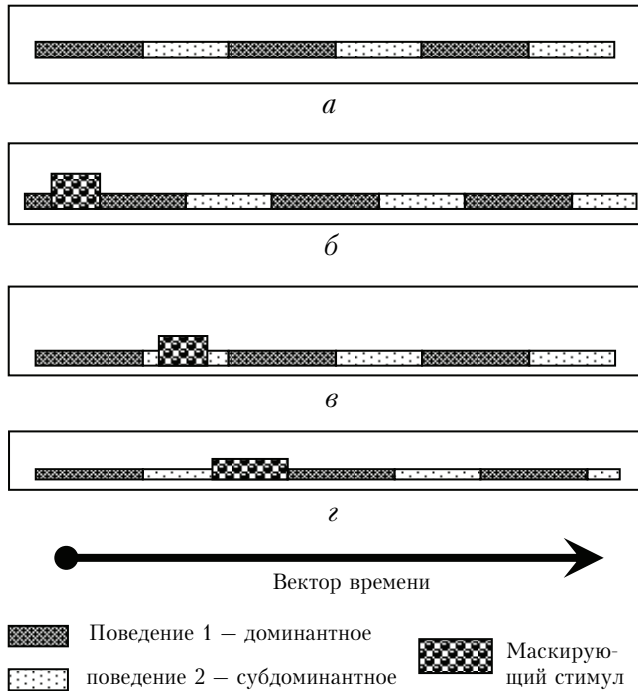 а
б
в
г
Вектор времени
Поведение 1 – доминантное
поведение 2 – субдоминантное
Маскирую-
щий стимул